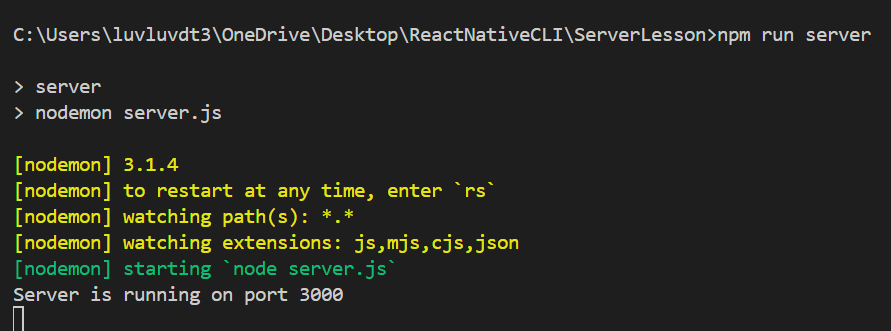 C:\Users\luvluvdt3\OneDrive\Desktop\ReactNativeCLI\ServerLesson>npm run server
> server
> nodemon server.js
[nodemon] 3.1.4
[nodemon] to restart at any time, enter `rs`
[nodemon] watching path(s): *.*
[nodemon] watching extensions: js,mjs,cjs,json
[nodemon] starting `node server.js`
Server is running on port 3000